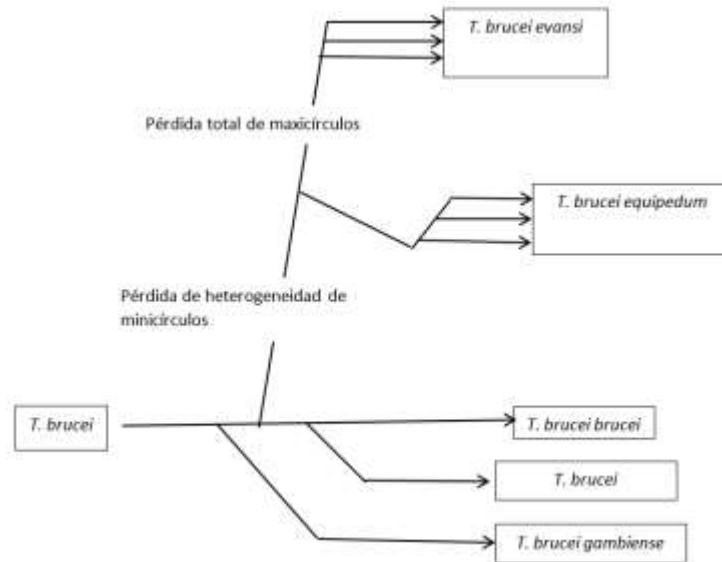 T. brucei evansi
Pérdida total de maxicírculos
T. brucei equipedum
Pérdida de heterogeneidad de
minicírculos
T. brucei
T. brucei brucei
T. brucei
T. brucei gambiense